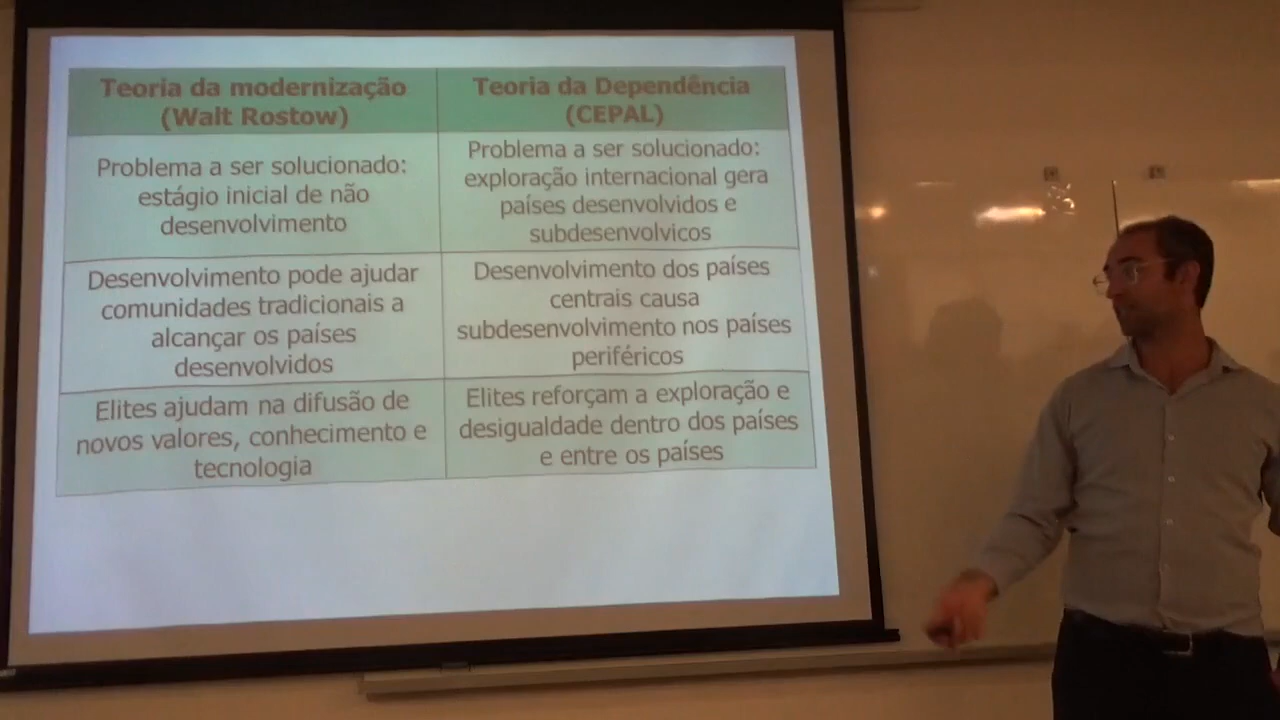 Teoria da modernização
(Walt Rostow)
Teoria da Dependência
(CEPAL)
Problema a ser solucionado:
estágio inicial de não
desenvolvimento
Problema a ser solucionado:
exploração internacional gera
países desenvolvidos e
subdesenvolvicos
Desenvolvimento pode ajudar
comunidades tradicionais a
alcançar os países
desenvolvidos
Desenvolvimento dos países
centrais causa
subdesenvolvimento nos países
periféricos
Elites ajudam na difusão de
novos valores, conhecimento e
tecnologia
Elites reforçam a exploração e
desigualdade dentro dos países
e entre os países